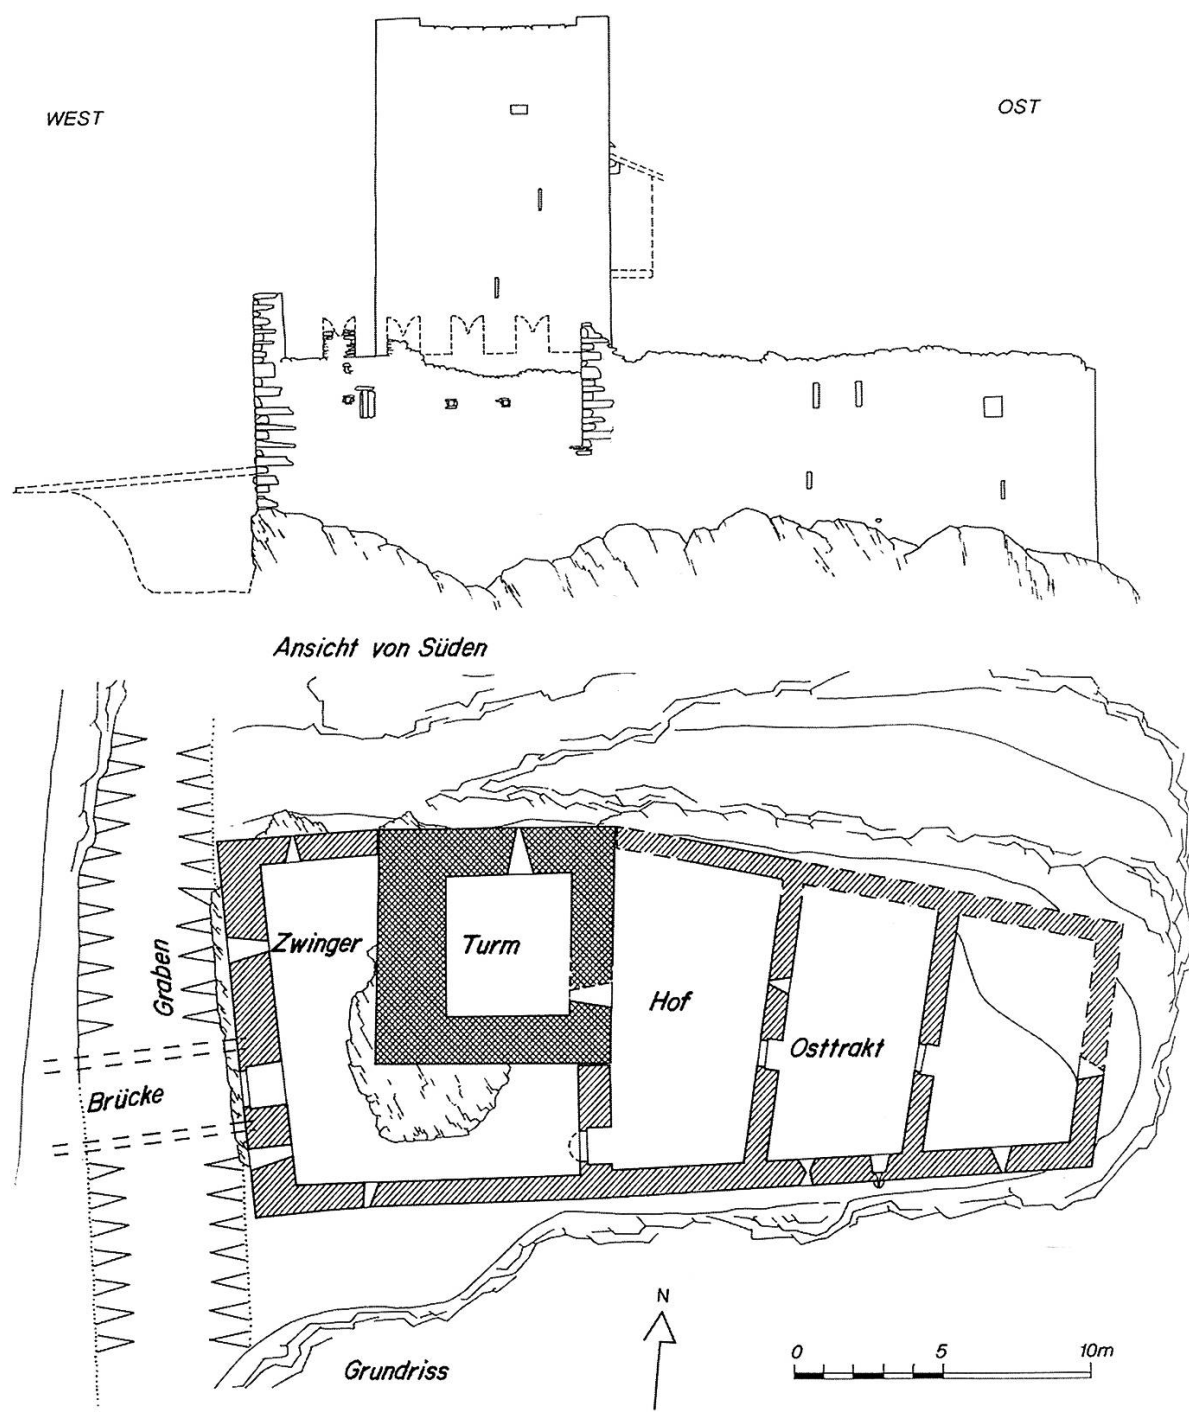 WEST
OST
Ansicht von Süden
Zwinger
Turm
Graben
Hof
Osttrakt
Brücke
N
0 5 10m
Grundriss